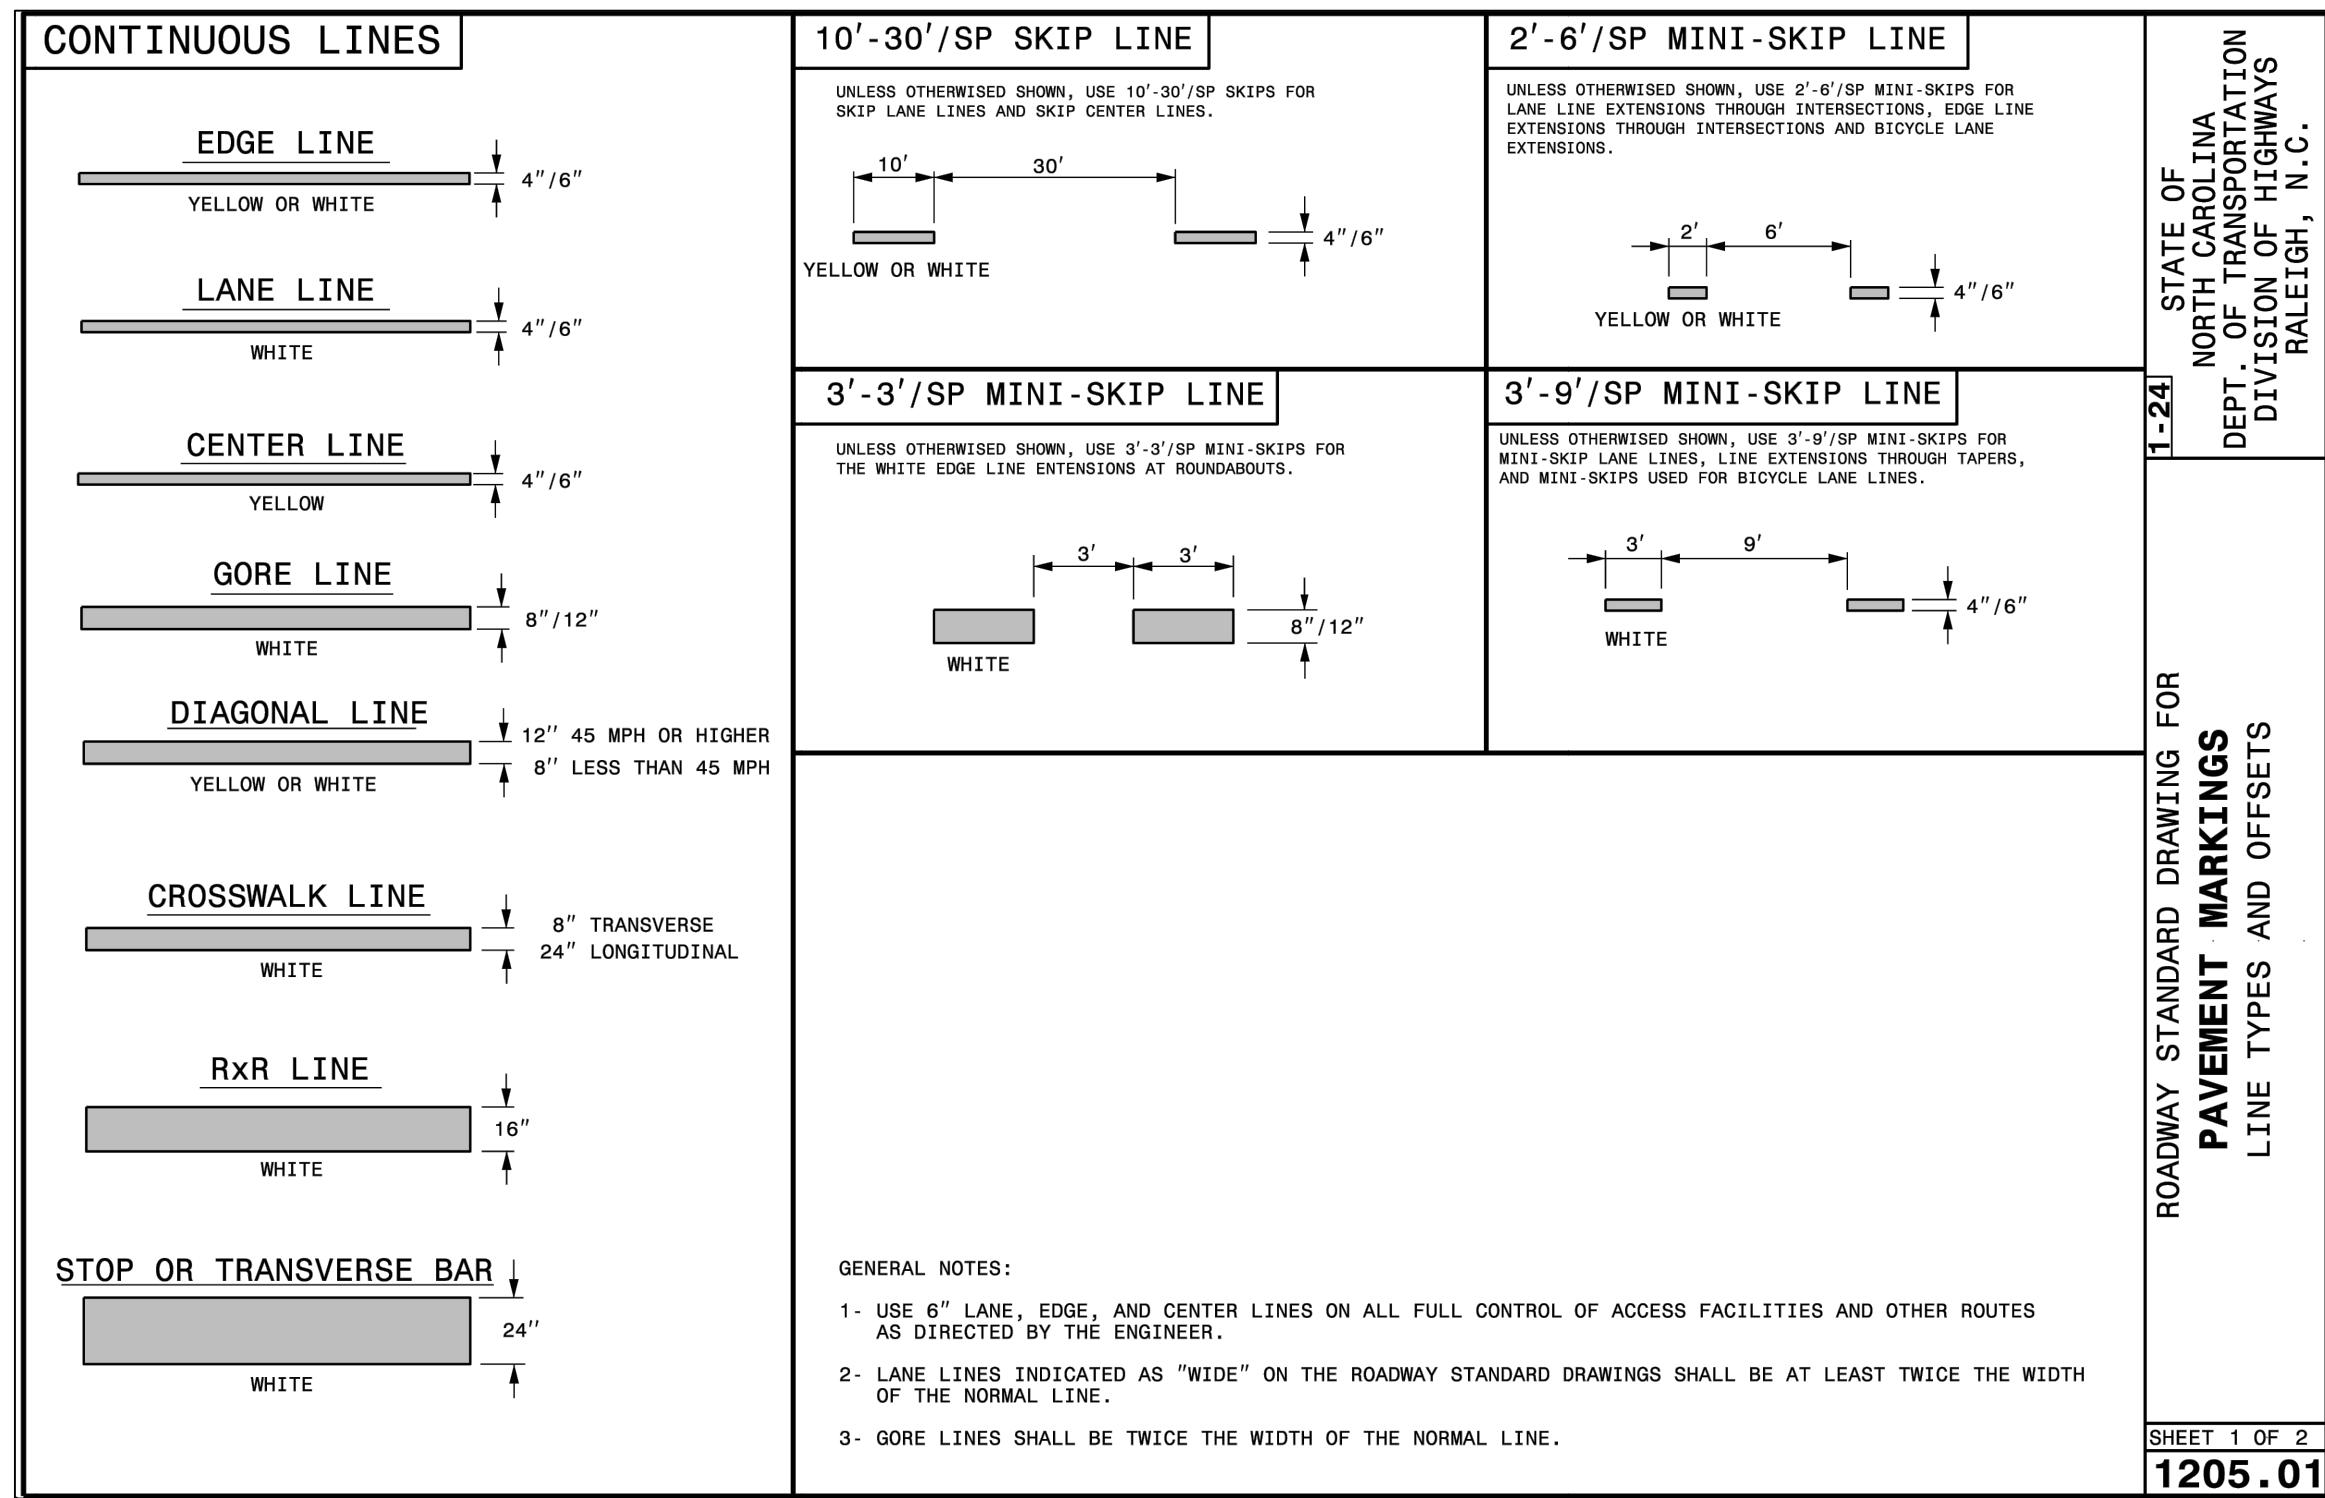 CONTINUOUS LINES
EDGE LINE
4"/6"
YELLOW OR WHITE
LANE LINE
4"/6"
WHITE
CENTER LINE
4"/6"
YELLOW
GORE LINE
8"/12"
WHITE
DIAGONAL LINE
12" 45 MPH OR HIGHER
8" LESS THAN 45 MPH
YELLOW OR WHITE
CROSSWALK LINE
8" TRANSVERSE
24" LONGITUDINAL
WHITE
RxR LINE
16"
WHITE
STOP OR TRANSVERSE BAR
24"
WHITE
10'-30'/SP SKIP LINE
UNLESS OTHERWISED SHOWN, USE 10'-30'/SP SKIPS FOR
SKIP LANE LINES AND SKIP CENTER LINES.
10' 30'
4"/6"
YELLOW OR WHITE
2'-6'/SP MINI-SKIP LINE
UNLESS OTHERWISED SHOWN, USE 2'-6'/SP MINI-SKIPS FOR
LANE LINE EXTENSIONS THROUGH INTERSECTIONS, EDGE LINE
EXTENSIONS THROUGH INTERSECTIONS AND BICYCLE LANE
EXTENSIONS.
2' 6'
4"/6"
YELLOW OR WHITE
3'-3'/SP MINI-SKIP LINE
UNLESS OTHERWISED SHOWN, USE 3'-3'/SP MINI-SKIPS FOR
THE WHITE EDGE LINE ENTENSIONS AT ROUNDABOUTS.
3' 3'
8"/12"
WHITE
3'-9'/SP MINI-SKIP LINE
UNLESS OTHERWISED SHOWN, USE 3'-9'/SP MINI-SKIPS FOR
MINI-SKIP LANE LINES, LINE EXTENSIONS THROUGH TAPERS,
AND MINI-SKIPS USED FOR BICYCLE LANE LINES.
3' 9'
4"/6"
WHITE
GENERAL NOTES:
1- USE 6" LANE, EDGE, AND CENTER LINES ON ALL FULL CONTROL OF ACCESS FACILITIES AND OTHER ROUTES
AS DIRECTED BY THE ENGINEER.
2- LANE LINES INDICATED AS "WIDE" ON THE ROADWAY STANDARD DRAWINGS SHALL BE AT LEAST TWICE THE WIDTH
OF THE NORMAL LINE.
3- GORE LINES SHALL BE TWICE THE WIDTH OF THE NORMAL LINE.
STATE OF
NORTH CAROLINA
DEPT. OF TRANSPORTATION
DIVISION OF HIGHWAYS
RALEIGH, N.C.
1-24
ROADWAY STANDARD DRAWING FOR
PAVEMENT MARKINGS
LINE TYPES AND OFFSETS
SHEET 1 OF 2
1205.01